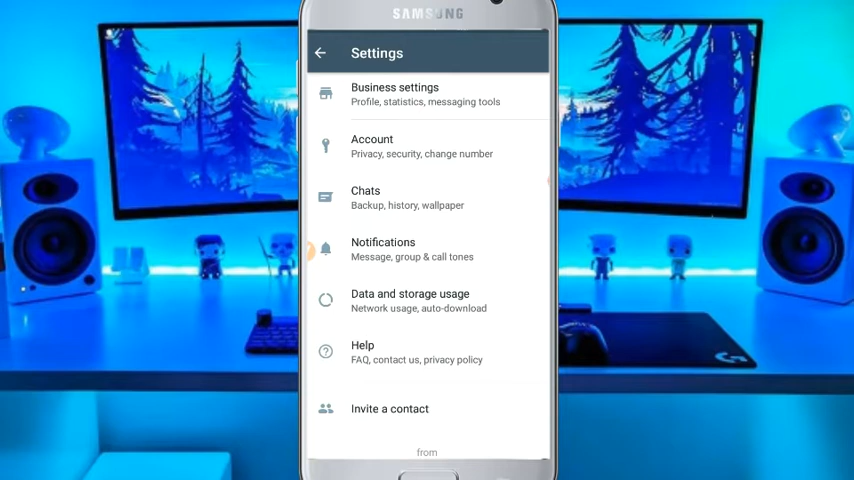 SAMSUNG
Settings
Business settings
Profile, statistics, messaging tools
Account
Privacy, security, change number
Chats
Backup, history, wallpaper
Notifications
Message, group & call tones
Data and storage usage
Network usage, auto-download
Help
FAQ, contact us, privacy policy
Invite a contact
from